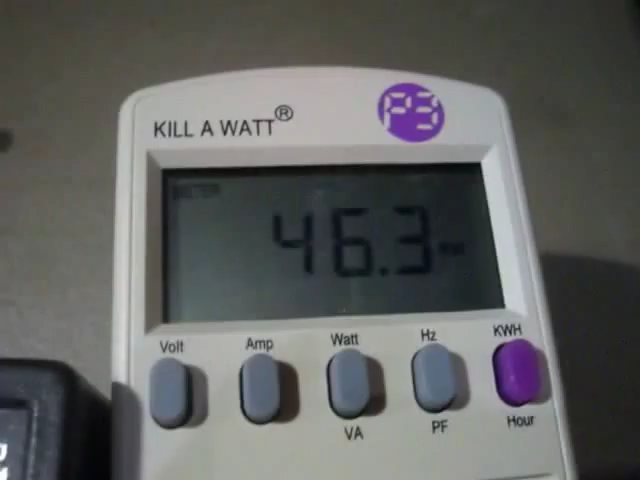 KILL A WATT®
P3
46.3
Volt Amp Watt Hz KWH
VA PF Hour